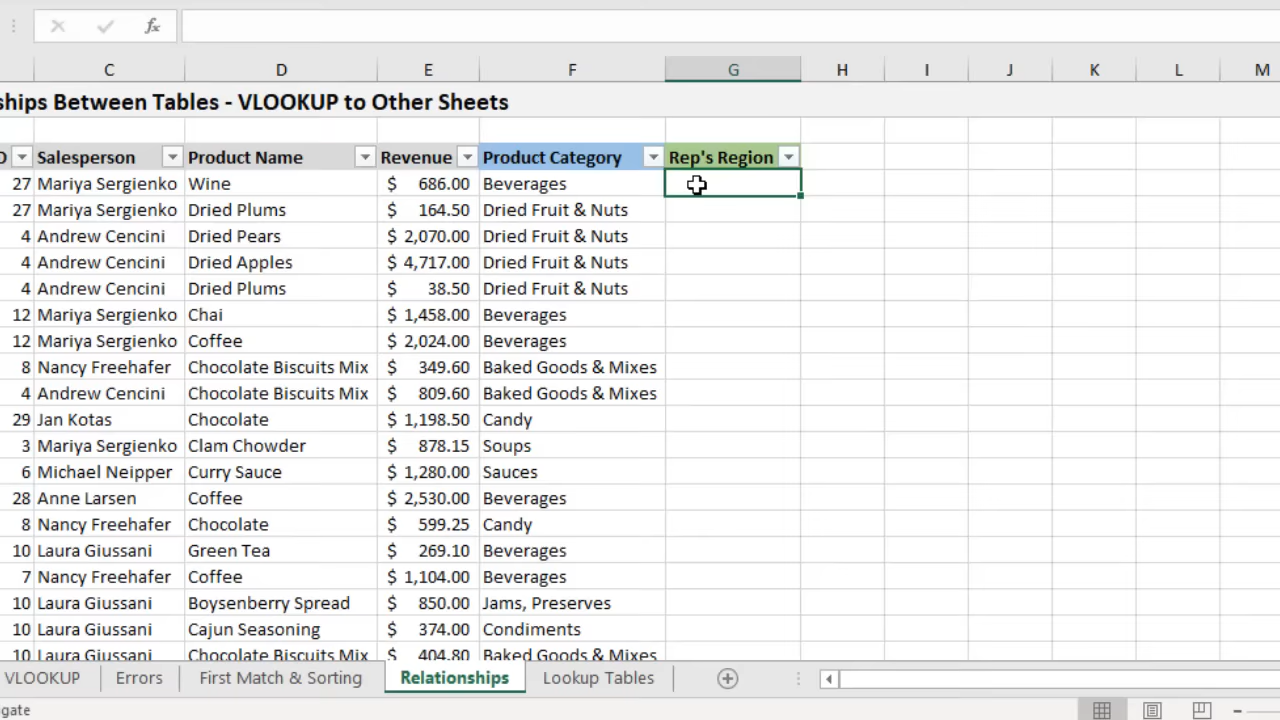 fx
C D E F G H I J K L M
ships Between Tables - VLOOKUP to Other Sheets
D Salesperson Product Name Revenue Product Category Rep's Region
27 Mariya Sergienko Wine $ 686.00 Beverages
27 Mariya Sergienko Dried Plums $ 164.50 Dried Fruit & Nuts
4 Andrew Cencini Dried Pears $ 2,070.00 Dried Fruit & Nuts
4 Andrew Cencini Dried Apples $ 4,717.00 Dried Fruit & Nuts
4 Andrew Cencini Dried Plums $ 38.50 Dried Fruit & Nuts
12 Mariya Sergienko Chai $ 1,458.00 Beverages
12 Mariya Sergienko Coffee $ 2,024.00 Beverages
8 Nancy Freehafer Chocolate Biscuits Mix $ 349.60 Baked Goods & Mixes
4 Andrew Cencini Chocolate Biscuits Mix $ 809.60 Baked Goods & Mixes
29 Jan Kotas Chocolate $ 1,198.50 Candy
3 Mariya Sergienko Clam Chowder $ 878.15 Soups
6 Michael Neipper Curry Sauce $ 1,280.00 Sauces
28 Anne Larsen Coffee $ 2,530.00 Beverages
8 Nancy Freehafer Chocolate $ 599.25 Candy
10 Laura Giussani Green Tea $ 269.10 Beverages
7 Nancy Freehafer Coffee $ 1,104.00 Beverages
10 Laura Giussani Boysenberry Spread $ 850.00 Jams, Preserves
10 Laura Giussani Cajun Seasoning $ 374.00 Condiments
10 Laura Giussani Chocolate Biscuits Mix $ 404.80 Baked Goods & Mixes
VLOOKUP Errors First Match & Sorting Relationships Lookup Tables
gate